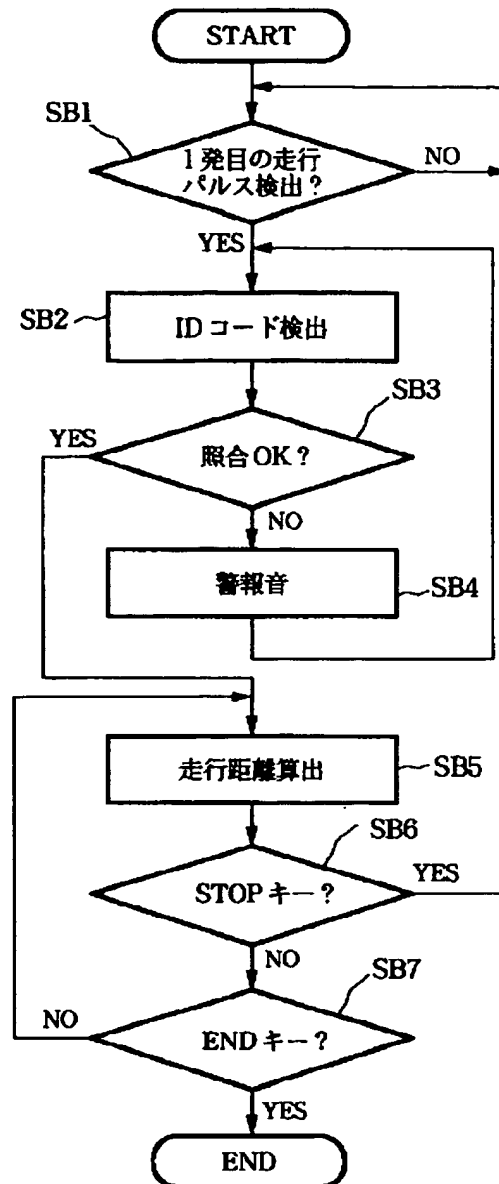 START
SB1
1発目の走行
パルス検出?
NO
YES
SB2
IDコード検出
SB3
YES
照合OK?
NO
警報音
SB4
走行距離算出
SB5
SB6
STOPキー?
YES
NO
SB7
NO
ENDキー?
YES
END